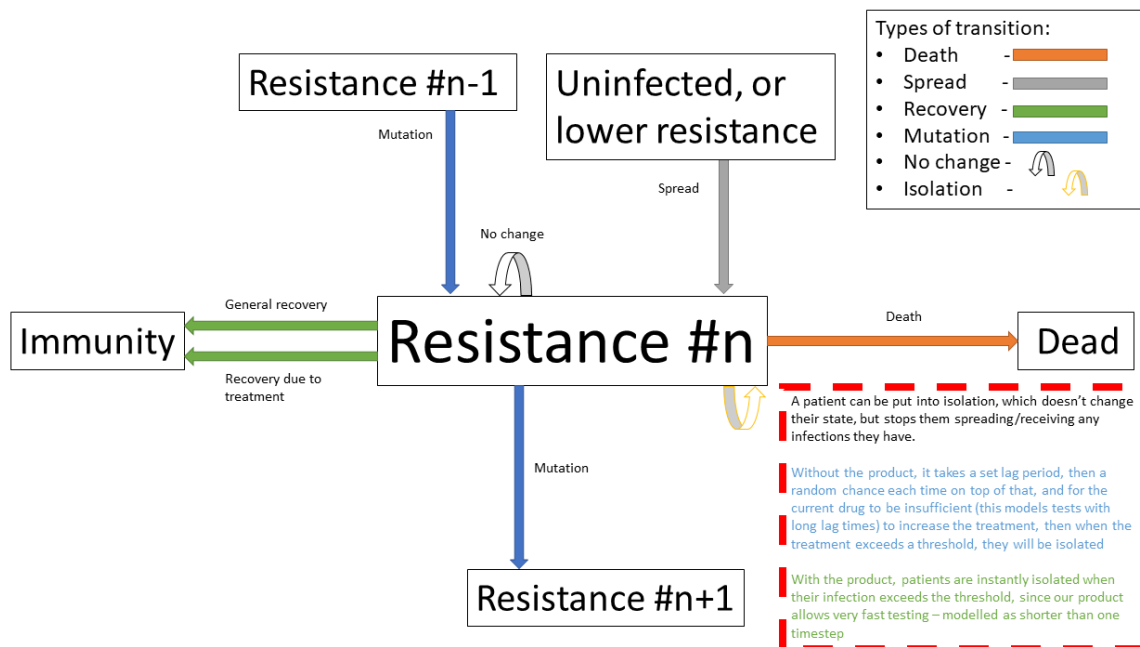 Types of transition:
• Death -
• Spread -
• Recovery -
• Mutation -
• No change -
• Isolation -
Resistance #n-1
Uninfected, or
lower resistance
Mutation
Spread
No change
General recovery
Immunity
Resistance #n
Death
Dead
Recovery due to
treatment
A patient can be put into isolation, which doesn't change
their state, but stops them spreading/receiving any
infections they have.
Mutation
Without the product, it takes a set lag period, then a
random chance each time on top of that, and for the
current drug to be insufficient (this models tests with
long lag times) to increase the treatment, then when the
treatment exceeds a threshold, they will be isolated
Resistance #n+1
With the product, patients are instantly isolated when
their infection exceeds the threshold, since our product
allows very fast testing – modelled as shorter than one
timestep